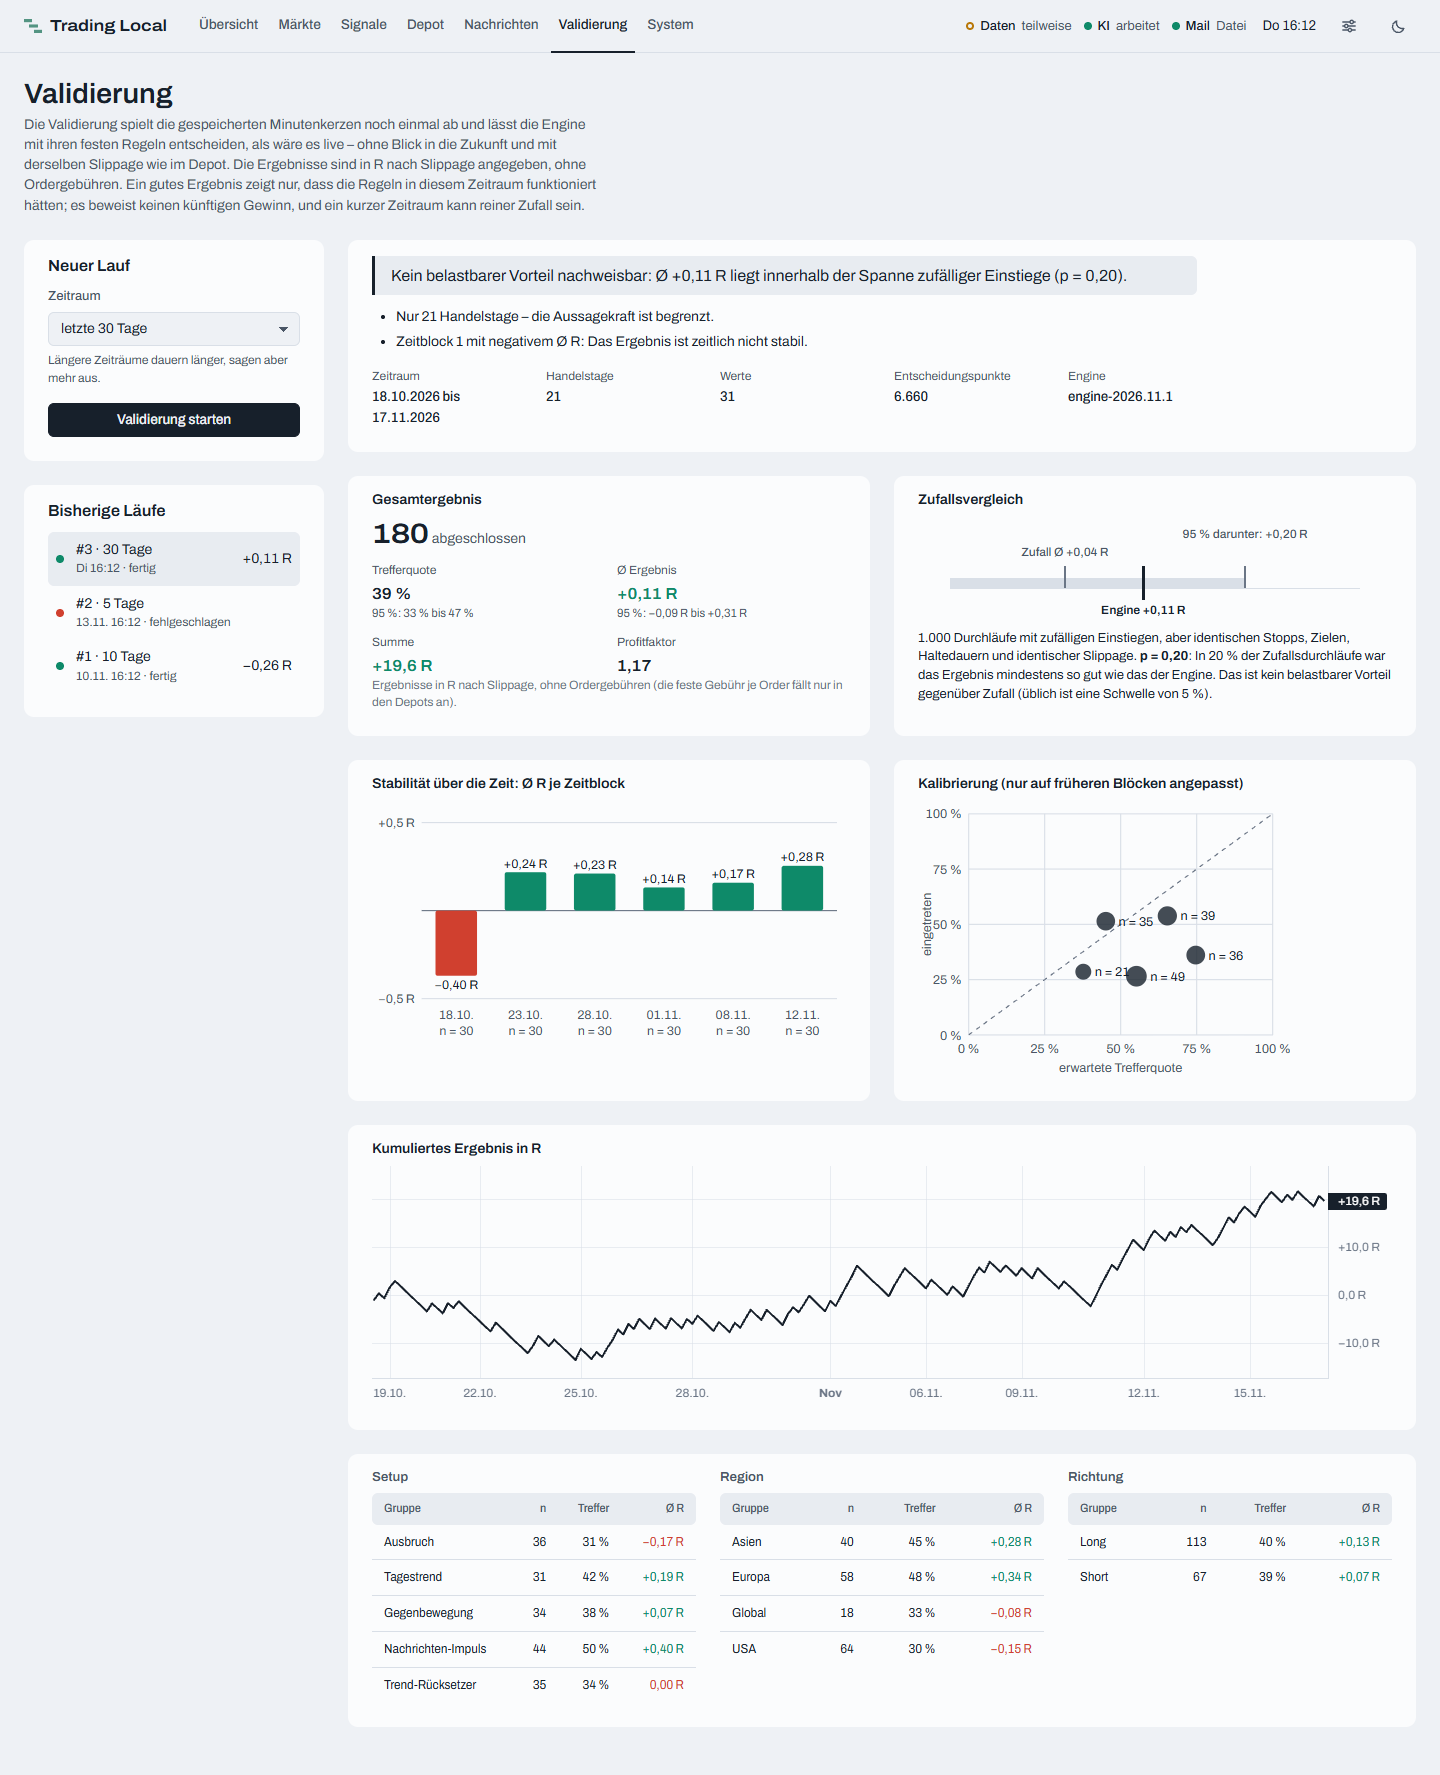 Trading Local
Übersicht
Märkte
Signale
Depot
Nachrichten
Validierung
System
Daten teilweise
KI arbeitet
Mail Datei
Do 16:12
Validierung
Die Validierung spielt die gespeicherten Minutenkerzen noch einmal ab und lässt die Engine
mit ihren festen Regeln entscheiden, als wäre es live – ohne Blick in die Zukunft und mit
derselben Slippage wie im Depot. Die Ergebnisse sind in R nach Slippage angegeben, ohne
Ordergebühren. Ein gutes Ergebnis zeigt nur, dass die Regeln in diesem Zeitraum funktioniert
hätten; es beweist keinen künftigen Gewinn, und ein kurzer Zeitraum kann reiner Zufall sein.
Neuer Lauf
Zeitraum
letzte 30 Tage
Längere Zeiträume dauern länger, sagen aber
mehr aus.
Validierung starten
Bisherige Läufe
#3 · 30 Tage
Di 16:12 · fertig
+0,11 R
#2 · 5 Tage
13.11. 16:12 · fehlgeschlagen
#1 · 10 Tage
10.11. 16:12 · fertig
−0,26 R
Kein belastbarer Vorteil nachweisbar: Ø +0,11 R liegt innerhalb der Spanne zufälliger Einstiege (p = 0,20).
• Nur 21 Handelstage – die Aussagekraft ist begrenzt.
• Zeitblock 1 mit negativem Ø R: Das Ergebnis ist zeitlich nicht stabil.
Zeitraum
18.10.2026 bis
17.11.2026
Handelstage
21
Werte
31
Entscheidungspunkte
6.660
Engine
engine-2026.11.1
Gesamtergebnis
180 abgeschlossen
Trefferquote
39 %
95 %: 33 % bis 47 %
Ø Ergebnis
+0,11 R
95 %: −0,09 R bis +0,31 R
Summe
+19,6 R
Profitfaktor
1,17
Ergebnisse in R nach Slippage, ohne Ordergebühren (die feste Gebühr je Order fällt nur in
den Depots an).
Zufallsvergleich
95 % darunter: +0,20 R
Zufall Ø +0,04 R
Engine +0,11 R
1.000 Durchläufe mit zufälligen Einstiegen, aber identischen Stopps, Zielen,
Haltedauern und identischer Slippage. p = 0,20: In 20 % der Zufallsdurchläufe war
das Ergebnis mindestens so gut wie das der Engine. Das ist kein belastbarer Vorteil
gegenüber Zufall (üblich ist eine Schwelle von 5 %).
Stabilität über die Zeit: Ø R je Zeitblock
+0,5 R
−0,5 R
−0,40 R
+0,24 R
+0,23 R
+0,14 R
+0,17 R
+0,28 R
18.10.
n = 30
23.10.
n = 30
28.10.
n = 30
01.11.
n = 30
08.11.
n = 30
12.11.
n = 30
Kalibrierung (nur auf früheren Blöcken angepasst)
eingetreten
100 %
75 %
50 %
25 %
0 %
n = 35
n = 39
n = 36
n = 21
n = 49
0 %
25 %
50 %
75 %
100 %
erwartete Trefferquote
Kumuliertes Ergebnis in R
+19,6 R
+10,0 R
0,0 R
−10,0 R
19.10.
22.10.
25.10.
28.10.
Nov
06.11.
09.11.
12.11.
15.11.
Setup
Gruppe n Treffer Ø R
Ausbruch 36 31 % −0,17 R
Tagestrend 31 42 % +0,19 R
Gegenbewegung 34 38 % +0,07 R
Nachrichten-Impuls 44 50 % +0,40 R
Trend-Rücksetzer 35 34 % 0,00 R
Region
Gruppe n Treffer Ø R
Asien 40 45 % +0,28 R
Europa 58 48 % +0,34 R
Global 18 33 % −0,08 R
USA 64 30 % −0,15 R
Richtung
Gruppe n Treffer Ø R
Long 113 40 % +0,13 R
Short 67 39 % +0,07 R